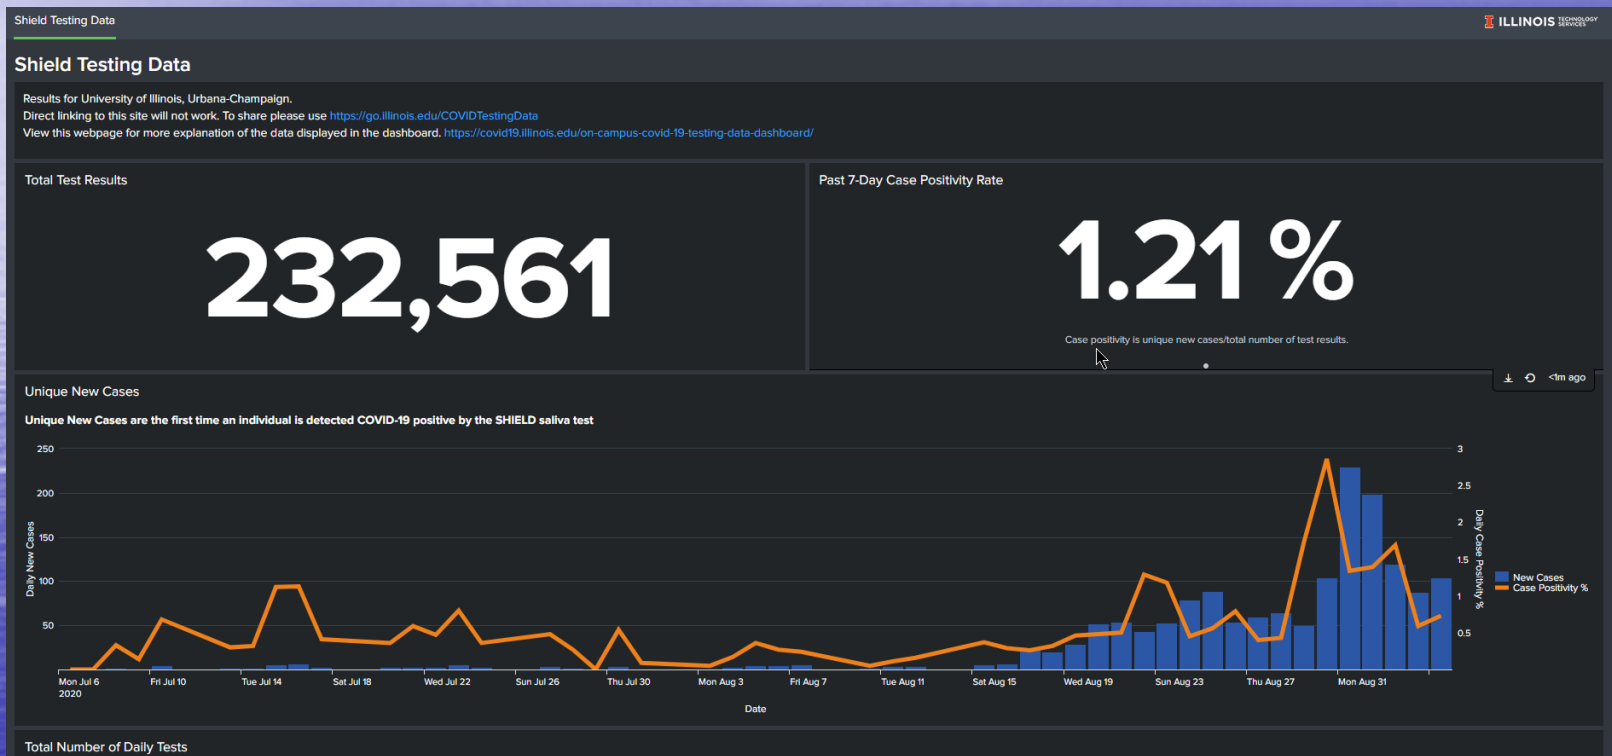 Shield Testing Data
ILLINOIS TECHNOLOGY SERVICES
Shield Testing Data
Results for University of Illinois, Urbana-Champaign.
Direct linking to this site will not work. To share please use https://go.illinois.edu/COVIDTestingData
View this webpage for more explanation of the data displayed in the dashboard. https://covid19.illinois.edu/on-campus-covid-19-testing-data-dashboard/
Total Test Results
232,561
Past 7-Day Case Positivity Rate
1.21 %
Case positivity is unique new cases/total number of test results.
<1m ago
Unique New Cases
Unique New Cases are the first time an individual is detected COVID-19 positive by the SHIELD saliva test
Daily New Cases
250
200
150
100
50
3
2.5
2
1.5
1
0.5
Daily Case Positivity %
New Cases
Case Positivity %
Mon Jul 6 Fri Jul 10 Tue Jul 14 Sat Jul 18 Wed Jul 22 Sun Jul 26 Thu Jul 30 Mon Aug 3 Fri Aug 7 Tue Aug 11 Sat Aug 15 Wed Aug 19 Sun Aug 23 Thu Aug 27 Mon Aug 31
2020
Date
Total Number of Daily Tests